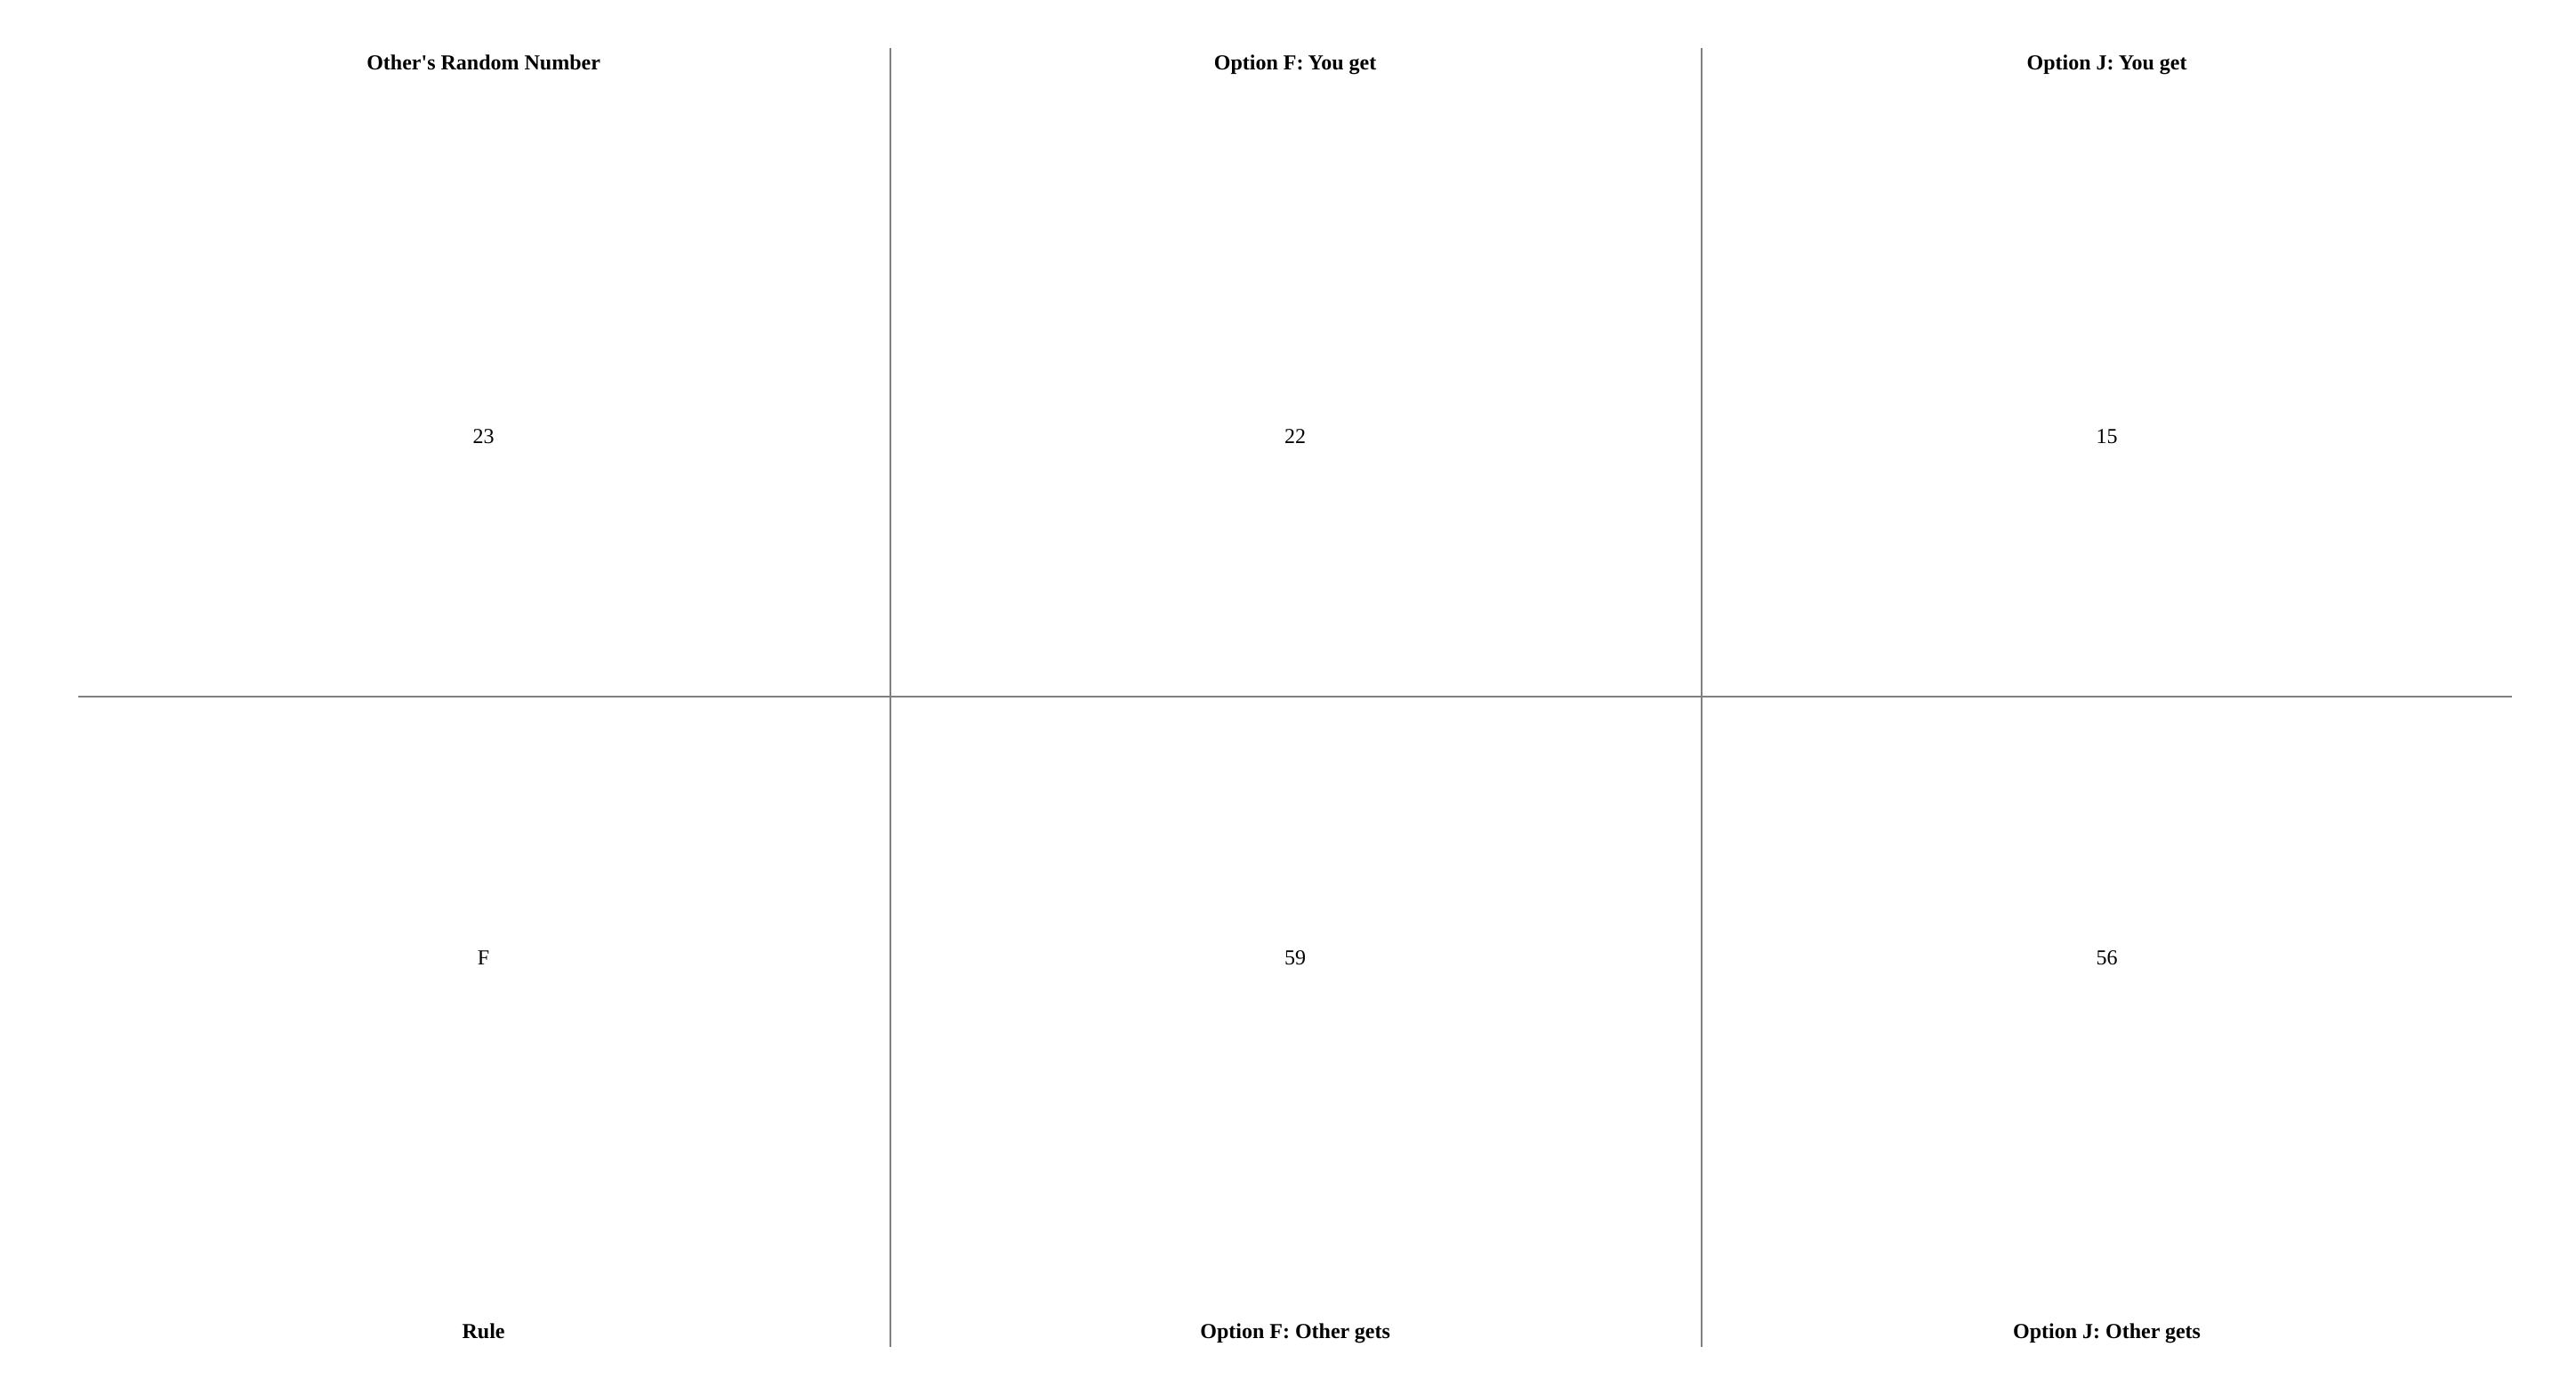 Other's Random Number
Option F: You get
Option J: You get
23
22
15
F
59
56
Rule
Option F: Other gets
Option J: Other gets